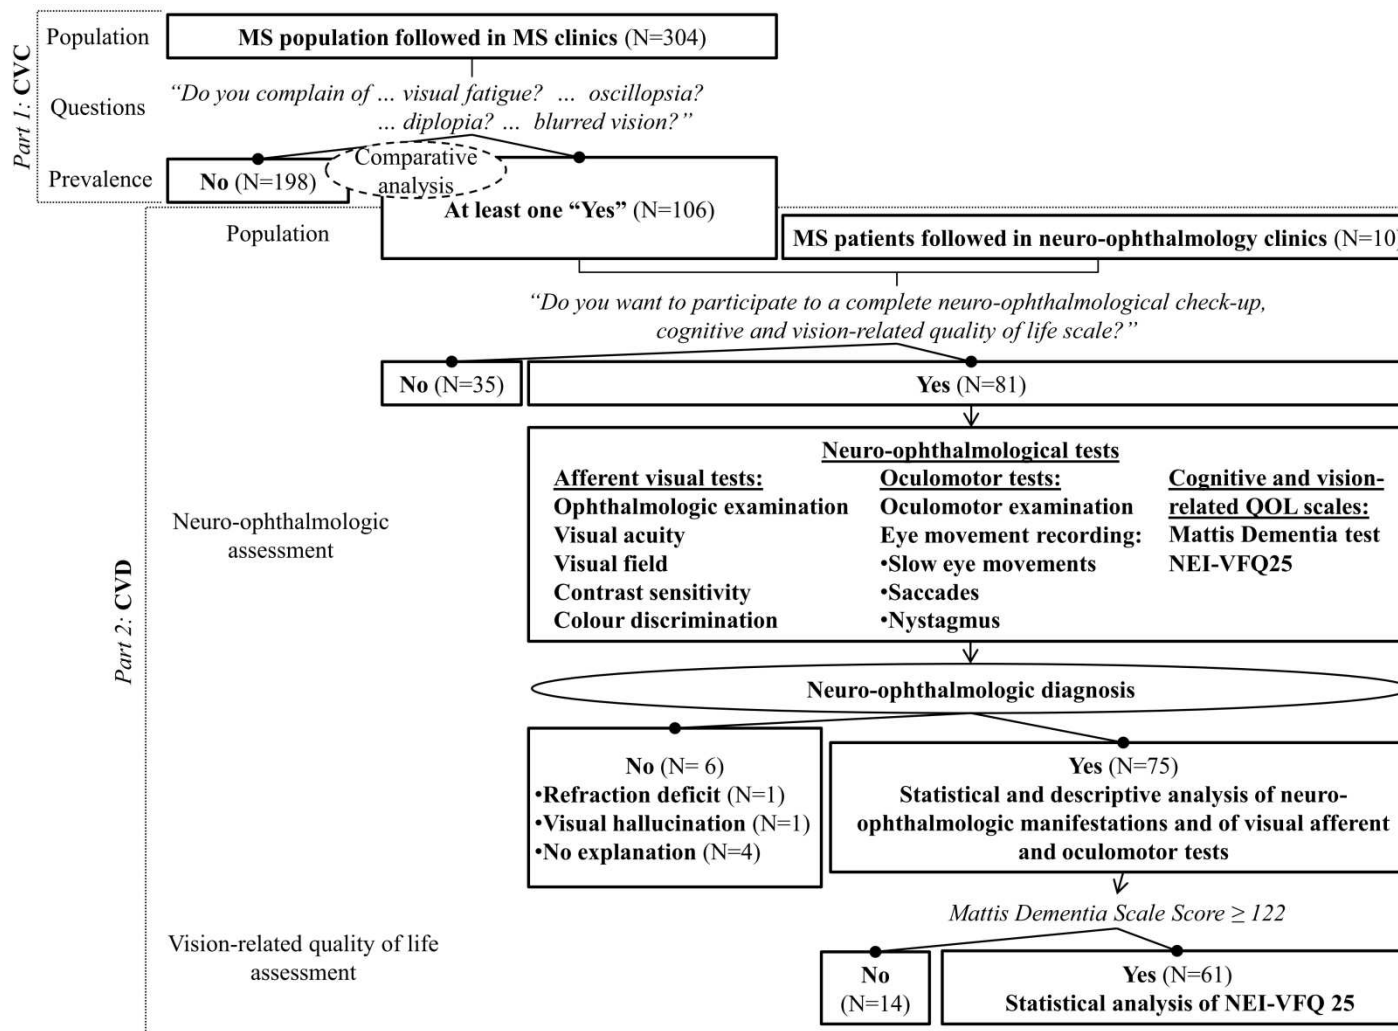 Part 1: CVC
Population
MS population followed in MS clinics (N=304)
Questions
“Do you complain of ... visual fatigue? ... oscillopsia?
... diplopia? ... blurred vision?”
Prevalence
No (N=198)
Comparative
analysis
At least one “Yes” (N=106)
Part 2: CVD
Population
MS patients followed in neuro-ophthalmology clinics (N=10)
“Do you want to participate to a complete neuro-ophthalmological check-up,
cognitive and vision-related quality of life scale?”
No (N=35)
Yes (N=81)
Neuro-ophthalmologic
assessment
Neuro-ophthalmological tests
Afferent visual tests:
Ophthalmologic examination
Visual acuity
Visual field
Contrast sensitivity
Colour discrimination
Oculomotor tests:
Oculomotor examination
Eye movement recording:
•Slow eye movements
•Saccades
•Nystagmus
Cognitive and vision-
related QOL scales:
Mattis Dementia test
NEI-VFQ25
Neuro-ophthalmologic diagnosis
No (N= 6)
•Refraction deficit (N=1)
•Visual hallucination (N=1)
•No explanation (N=4)
Yes (N=75)
Statistical and descriptive analysis of neuro-
ophthalmologic manifestations and of visual afferent
and oculomotor tests
Mattis Dementia Scale Score ≥ 122
Vision-related quality of life
assessment
No
(N=14)
Yes (N=61)
Statistical analysis of NEI-VFQ 25